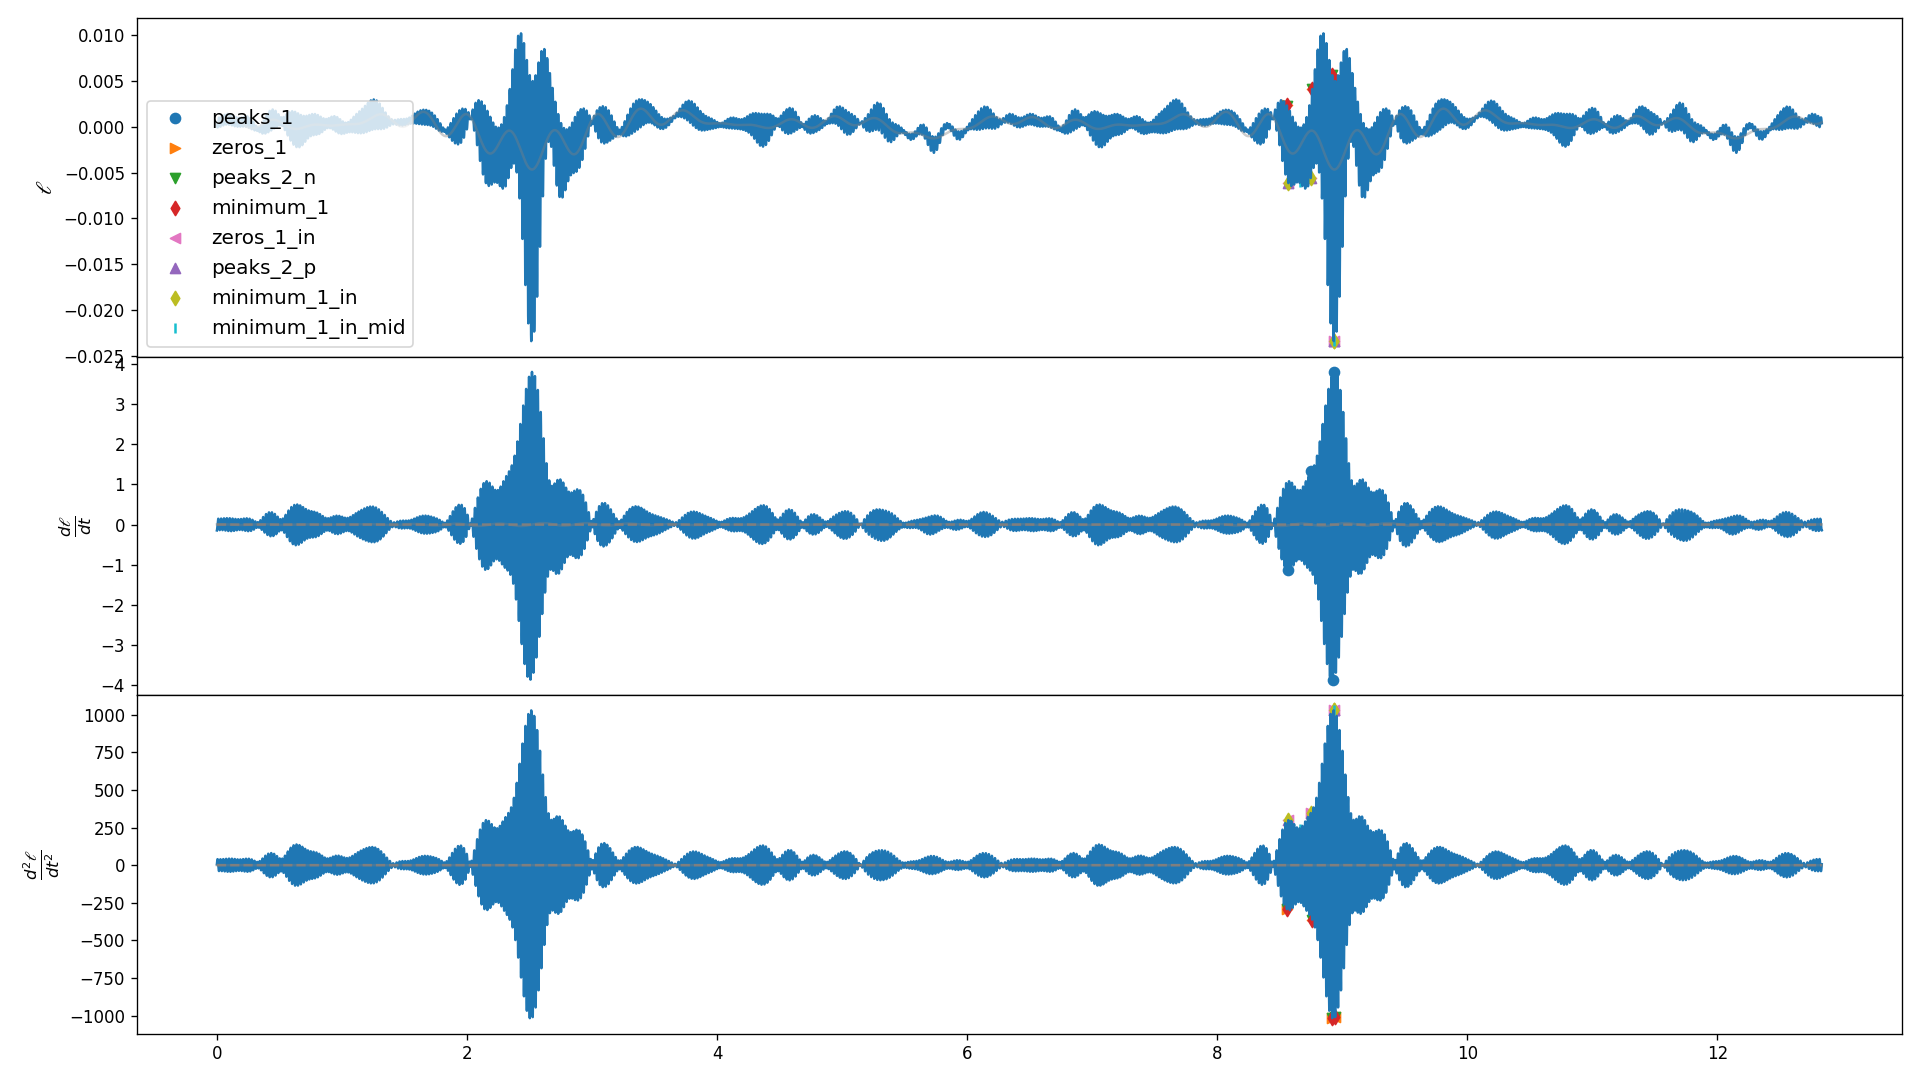 0.010
0.005
0.000
−0.005
−0.010
−0.015
−0.020
−0.025
ℓ
peaks_1
zeros_1
peaks_2_n
minimum_1
zeros_1_in
peaks_2_p
minimum_1_in
minimum_1_in_mid
4
3
2
1
0
−1
−2
−3
−4
dℓ
dt
1000
750
500
250
0
−250
−500
−750
−1000
d²ℓ
dt²
0 2 4 6 8 10 12